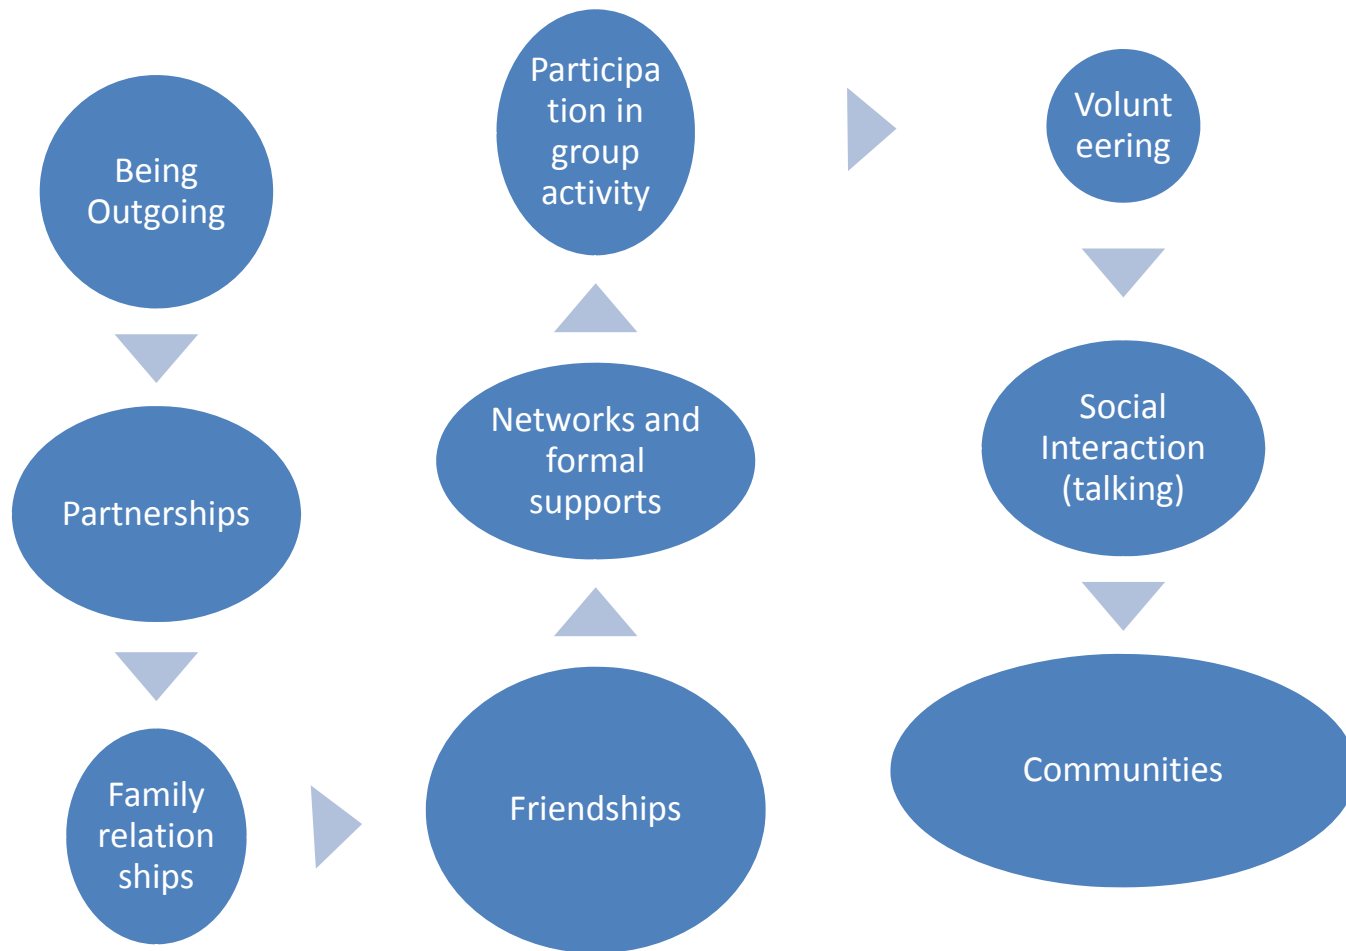 Being
Outgoing
Partnerships
Family
relation
ships
Friendships
Networks and
formal
supports
Participa
tion in
group
activity
Volunt
eering
Social
Interaction
(talking)
Communities